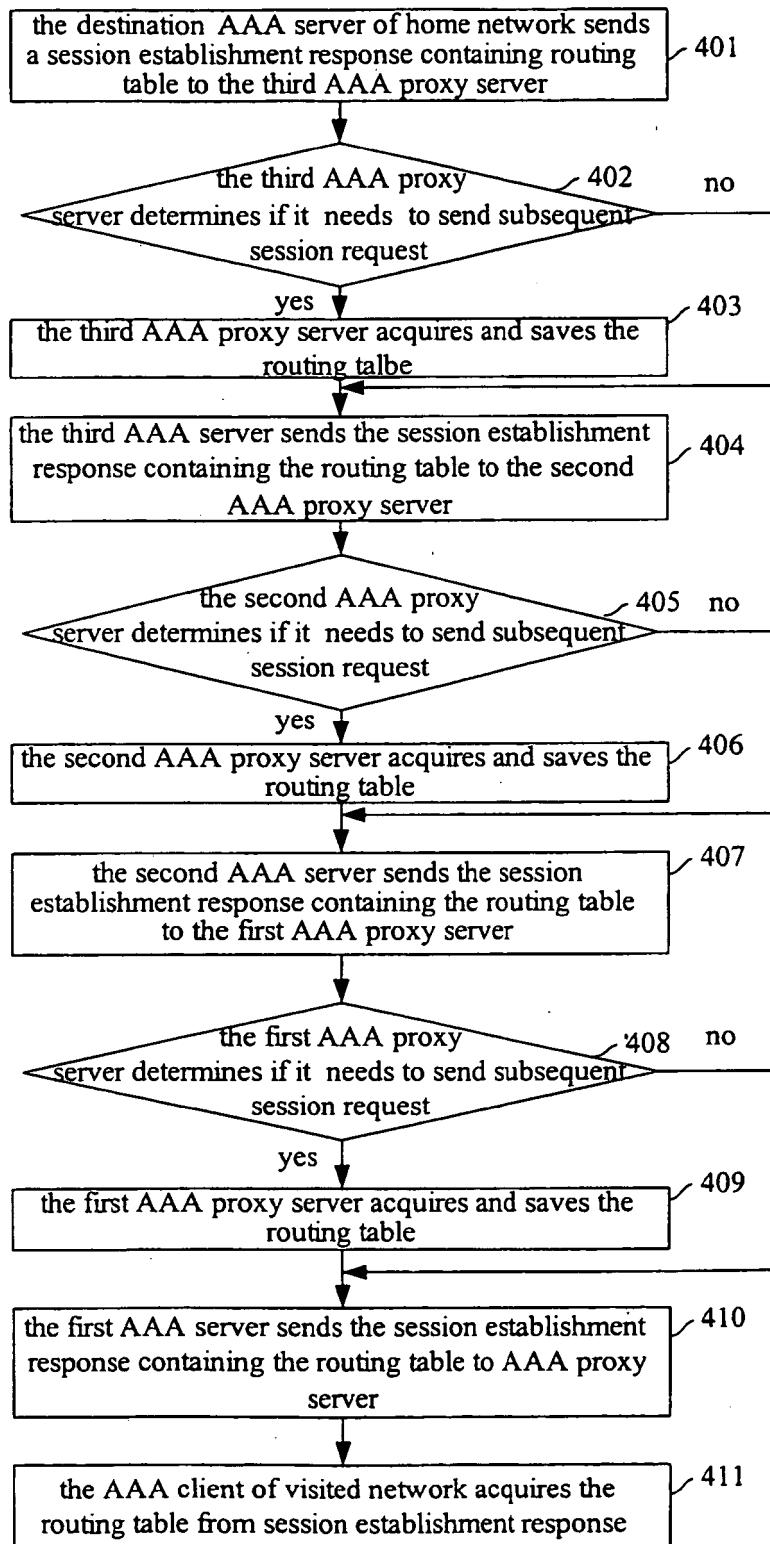 the destination AAA server of home network sends
a session establishment response containing routing
table to the third AAA proxy server
401
the third AAA proxy
server determines if it needs to send subsequent
session request
402
no
yes
the third AAA proxy server acquires and saves the
routing talbe
403
the third AAA server sends the session establishment
response containing the routing table to the second
AAA proxy server
404
the second AAA proxy
server determines if it needs to send subsequent
session request
405
no
yes
the second AAA proxy server acquires and saves the
routing table
406
the second AAA server sends the session
establishment response containing the routing table
to the first AAA proxy server
407
the first AAA proxy
server determines if it needs to send subsequent
session request
408
no
yes
the first AAA proxy server acquires and saves the
routing table
409
the first AAA server sends the session establishment
response containing the routing table to AAA proxy
server
410
the AAA client of visited network acquires the
routing table from session establishment response
411